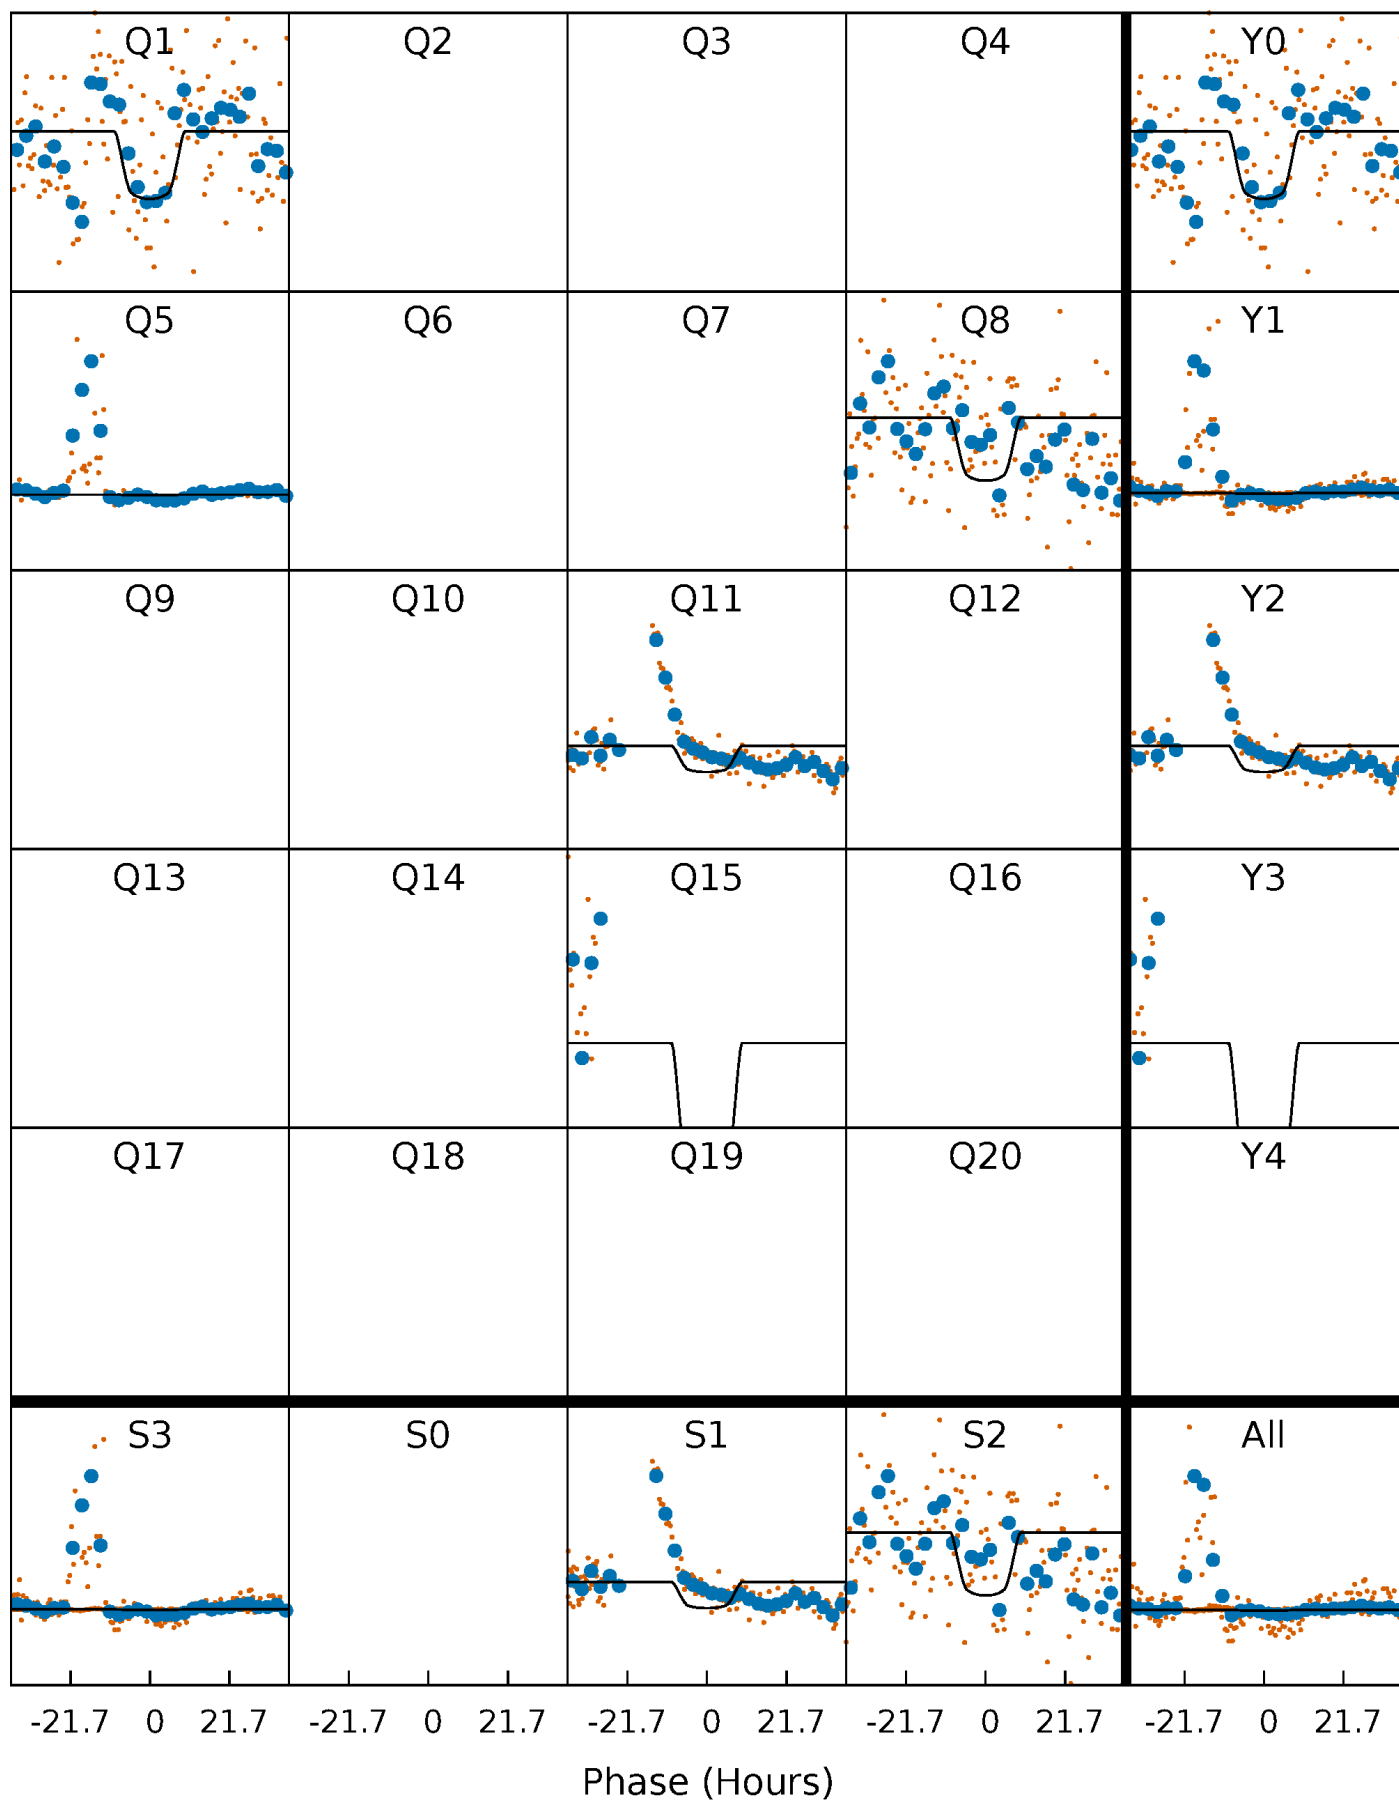 Q1 Q2 Q3 Q4 Y0
Q5 Q6 Q7 Q8 Y1
Q9 Q10 Q11 Q12 Y2
Q13 Q14 Q15 Q16 Y3
Q17 Q18 Q19 Q20 Y4
S3 S0 S1 S2 All
-21.7 0 21.7 -21.7 0 21.7 -21.7 0 21.7 -21.7 0 21.7 -21.7 0 21.7
Phase (Hours)